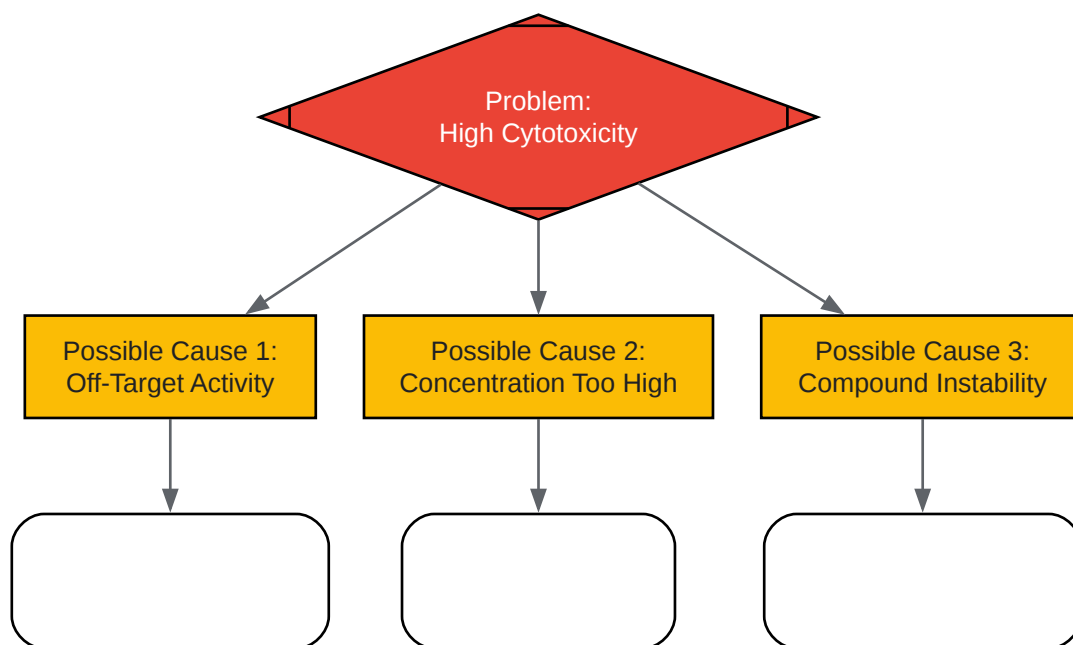 Problem:
High Cytotoxicity
Possible Cause 1:
Off-Target Activity
Possible Cause 2:
Concentration Too High
Possible Cause 3:
Compound Instability